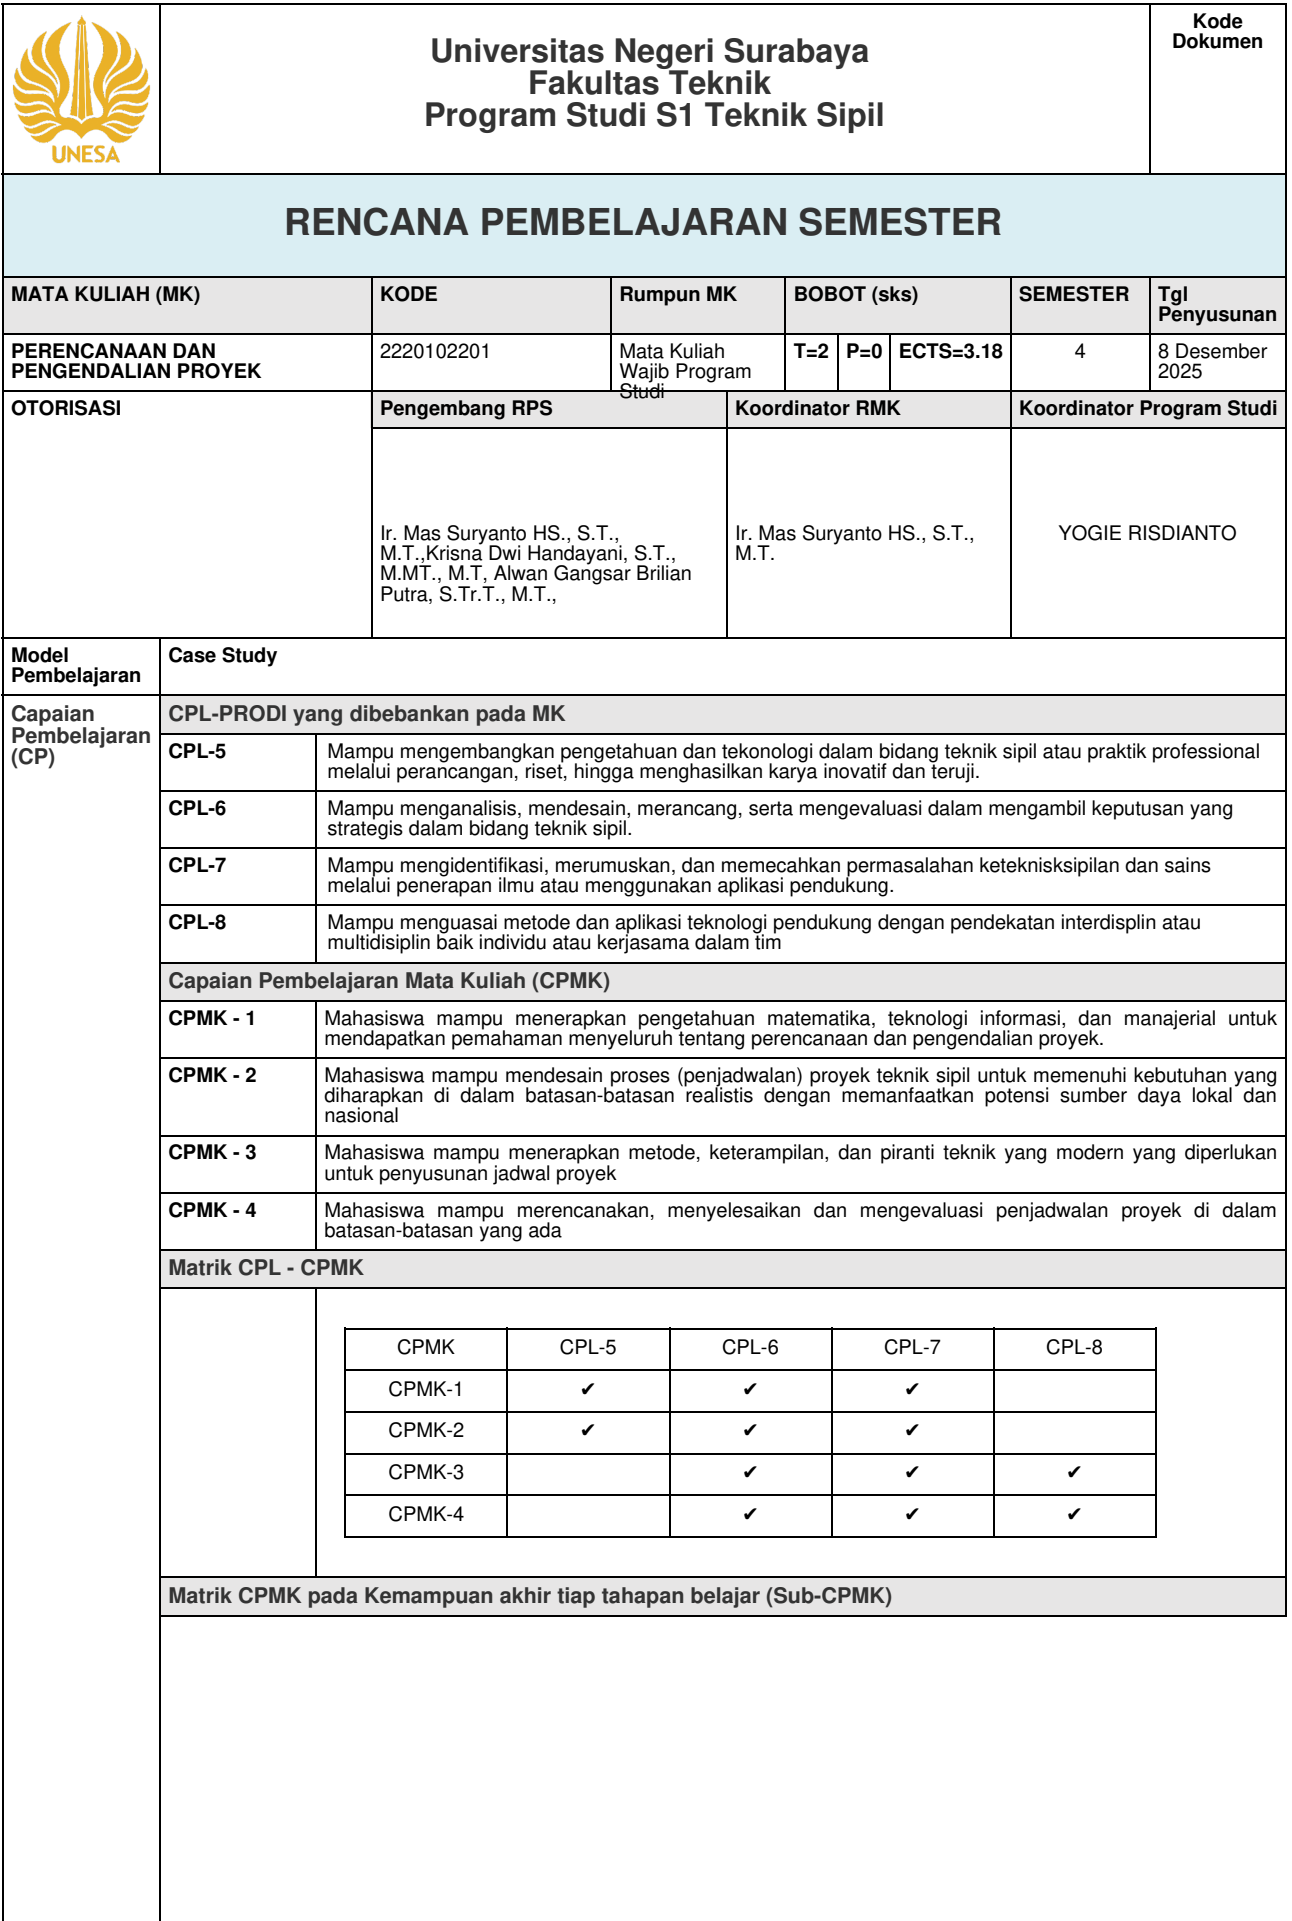 UNESA
Universitas Negeri Surabaya
Fakultas Teknik
Program Studi S1 Teknik Sipil
Kode
Dokumen
RENCANA PEMBELAJARAN SEMESTER
MATA KULIAH (MK) KODE Rumpun MK BOBOT (sks) SEMESTER Tgl
Penyusunan
PERENCANAAN DAN
PENGENDALIAN PROYEK
2220102201
Mata Kuliah
Wajib Program
Studi
T=2 P=0 ECTS=3.18
4
8 Desember
2025
OTORISASI Pengembang RPS Koordinator RMK Koordinator Program Studi
Ir. Mas Suryanto HS., S.T.,
M.T.,Krisna Dwi Handayani, S.T.,
M.MT., M.T, Alwan Gangsar Brilian
Putra, S.Tr.T., M.T.,
Ir. Mas Suryanto HS., S.T.,
M.T.
YOGIE RISDIANTO
Model
Pembelajaran
Case Study
Capaian
Pembelajaran
(CP)
CPL-PRODI yang dibebankan pada MK
CPL-5 Mampu mengembangkan pengetahuan dan tekonologi dalam bidang teknik sipil atau praktik professional
melalui perancangan, riset, hingga menghasilkan karya inovatif dan teruji.
CPL-6 Mampu menganalisis, mendesain, merancang, serta mengevaluasi dalam mengambil keputusan yang
strategis dalam bidang teknik sipil.
CPL-7 Mampu mengidentifikasi, merumuskan, dan memecahkan permasalahan keteknisksipilan dan sains
melalui penerapan ilmu atau menggunakan aplikasi pendukung.
CPL-8 Mampu menguasai metode dan aplikasi teknologi pendukung dengan pendekatan interdisplin atau
multidisiplin baik individu atau kerjasama dalam tim
Capaian Pembelajaran Mata Kuliah (CPMK)
CPMK - 1 Mahasiswa mampu menerapkan pengetahuan matematika, teknologi informasi, dan manajerial untuk
mendapatkan pemahaman menyeluruh tentang perencanaan dan pengendalian proyek.
CPMK - 2 Mahasiswa mampu mendesain proses (penjadwalan) proyek teknik sipil untuk memenuhi kebutuhan yang
diharapkan di dalam batasan-batasan realistis dengan memanfaatkan potensi sumber daya lokal dan
nasional
CPMK - 3 Mahasiswa mampu menerapkan metode, keterampilan, dan piranti teknik yang modern yang diperlukan
untuk penyusunan jadwal proyek
CPMK - 4 Mahasiswa mampu merencanakan, menyelesaikan dan mengevaluasi penjadwalan proyek di dalam
batasan-batasan yang ada
Matrik CPL - CPMK
CPMK CPL-5 CPL-6 CPL-7 CPL-8
CPMK-1 ✔ ✔ ✔
CPMK-2 ✔ ✔ ✔
CPMK-3 ✔ ✔ ✔
CPMK-4 ✔ ✔ ✔
Matrik CPMK pada Kemampuan akhir tiap tahapan belajar (Sub-CPMK)